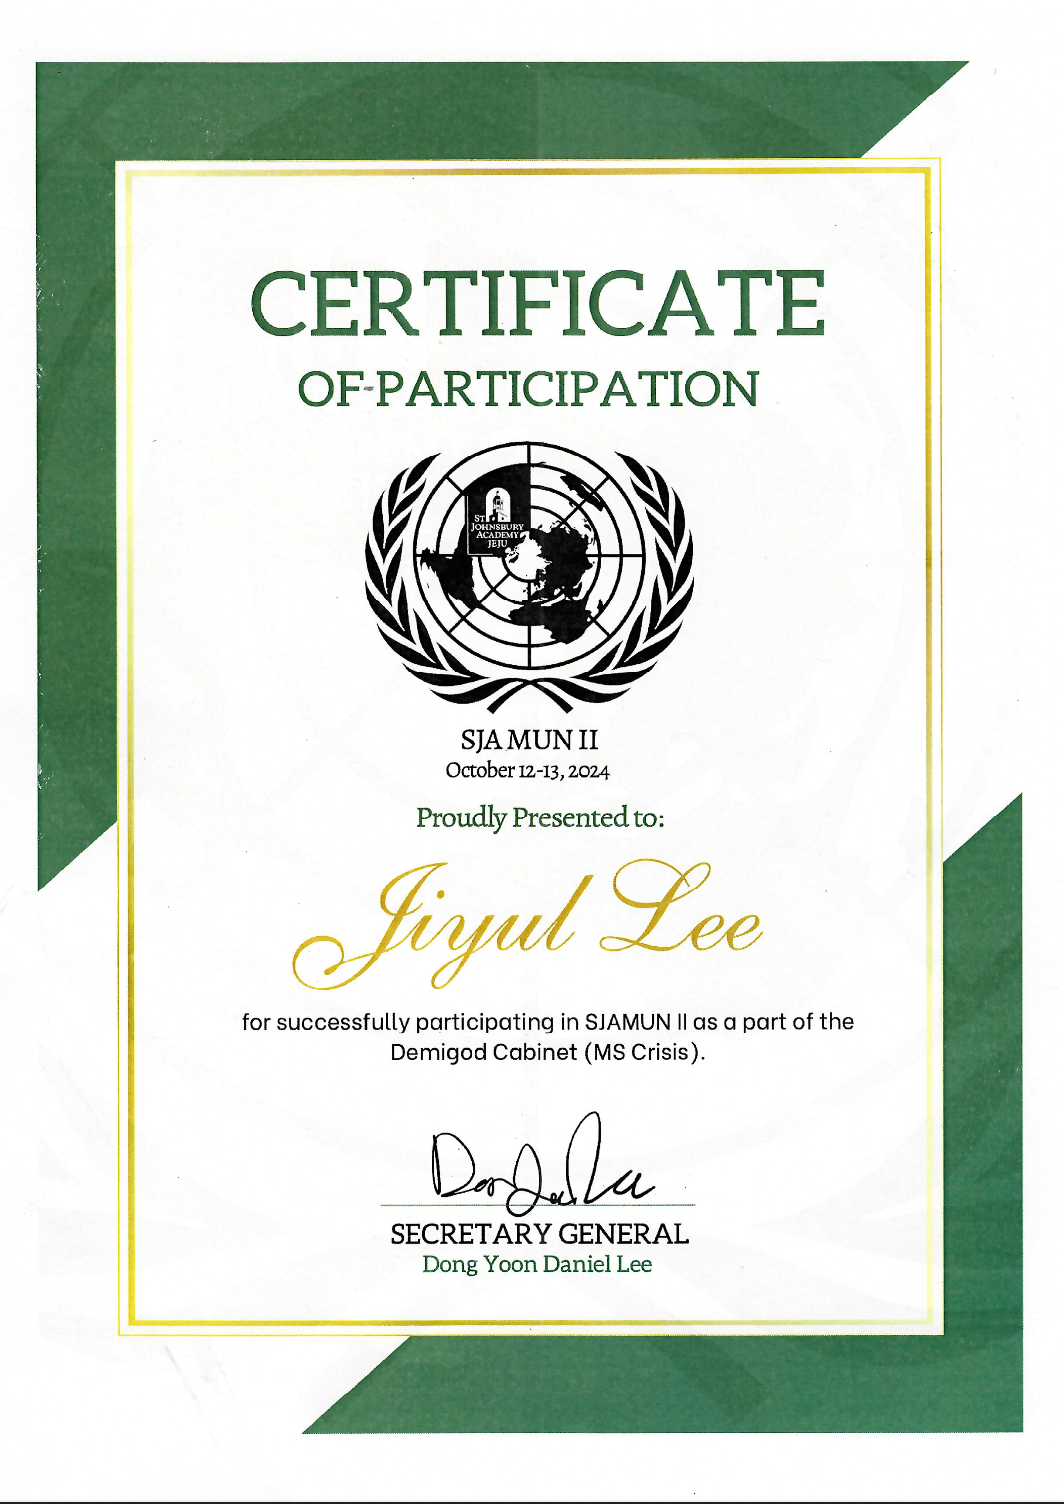 CERTIFICATE
OF PARTICIPATION
ST.
JOHNSBURY
ACADEMY
JEJU
SJA MUN II
October 12-13, 2024
Proudly Presented to:
Jiyul Lee
for successfully participating in SJAMUN II as a part of the
Demigod Cabinet (MS Crisis).
SECRETARY GENERAL
Dong Yoon Daniel Lee